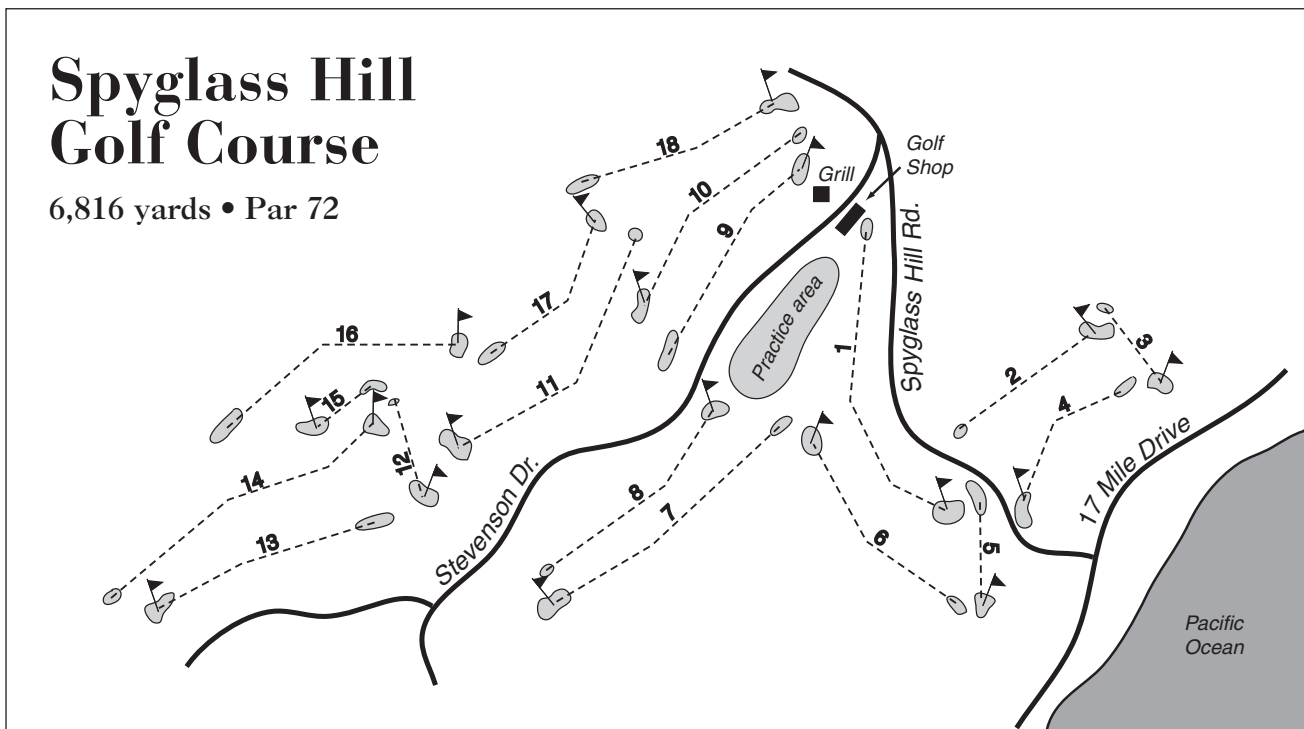 Spyglass Hill
Golf Course
6,816 yards • Par 72
18
10
9
Grill
Golf
Shop
Spyglass Hill Rd.
Practice area
1
17
16
11
15
12
14
13
Stevenson Dr.
8
7
6
5
2
3
4
17 Mile Drive
Pacific
Ocean